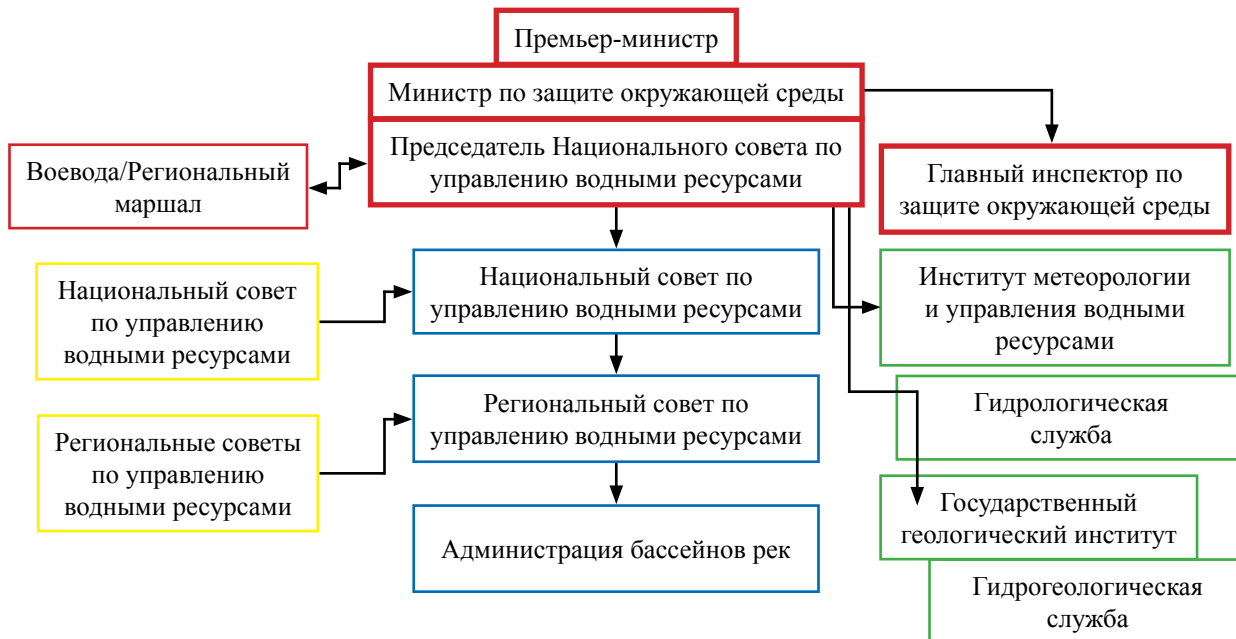 Премьер-министр
Министр по защите окружающей среды
Председатель Национального совета по
управлению водными ресурсами
Воевода/Региональный
маршал
Главный инспектор по
защите окружающей среды
Национальный совет
по управлению
водными ресурсами
Национальный совет по
управлению водными ресурсами
Институт метеорологии
и управления водными
ресурсами
Региональные советы
по управлению
водными ресурсами
Региональный совет по
управлению водными ресурсами
Гидрологическая
служба
Администрация бассейнов рек
Государственный
геологический институт
Гидрогеологическая
служба